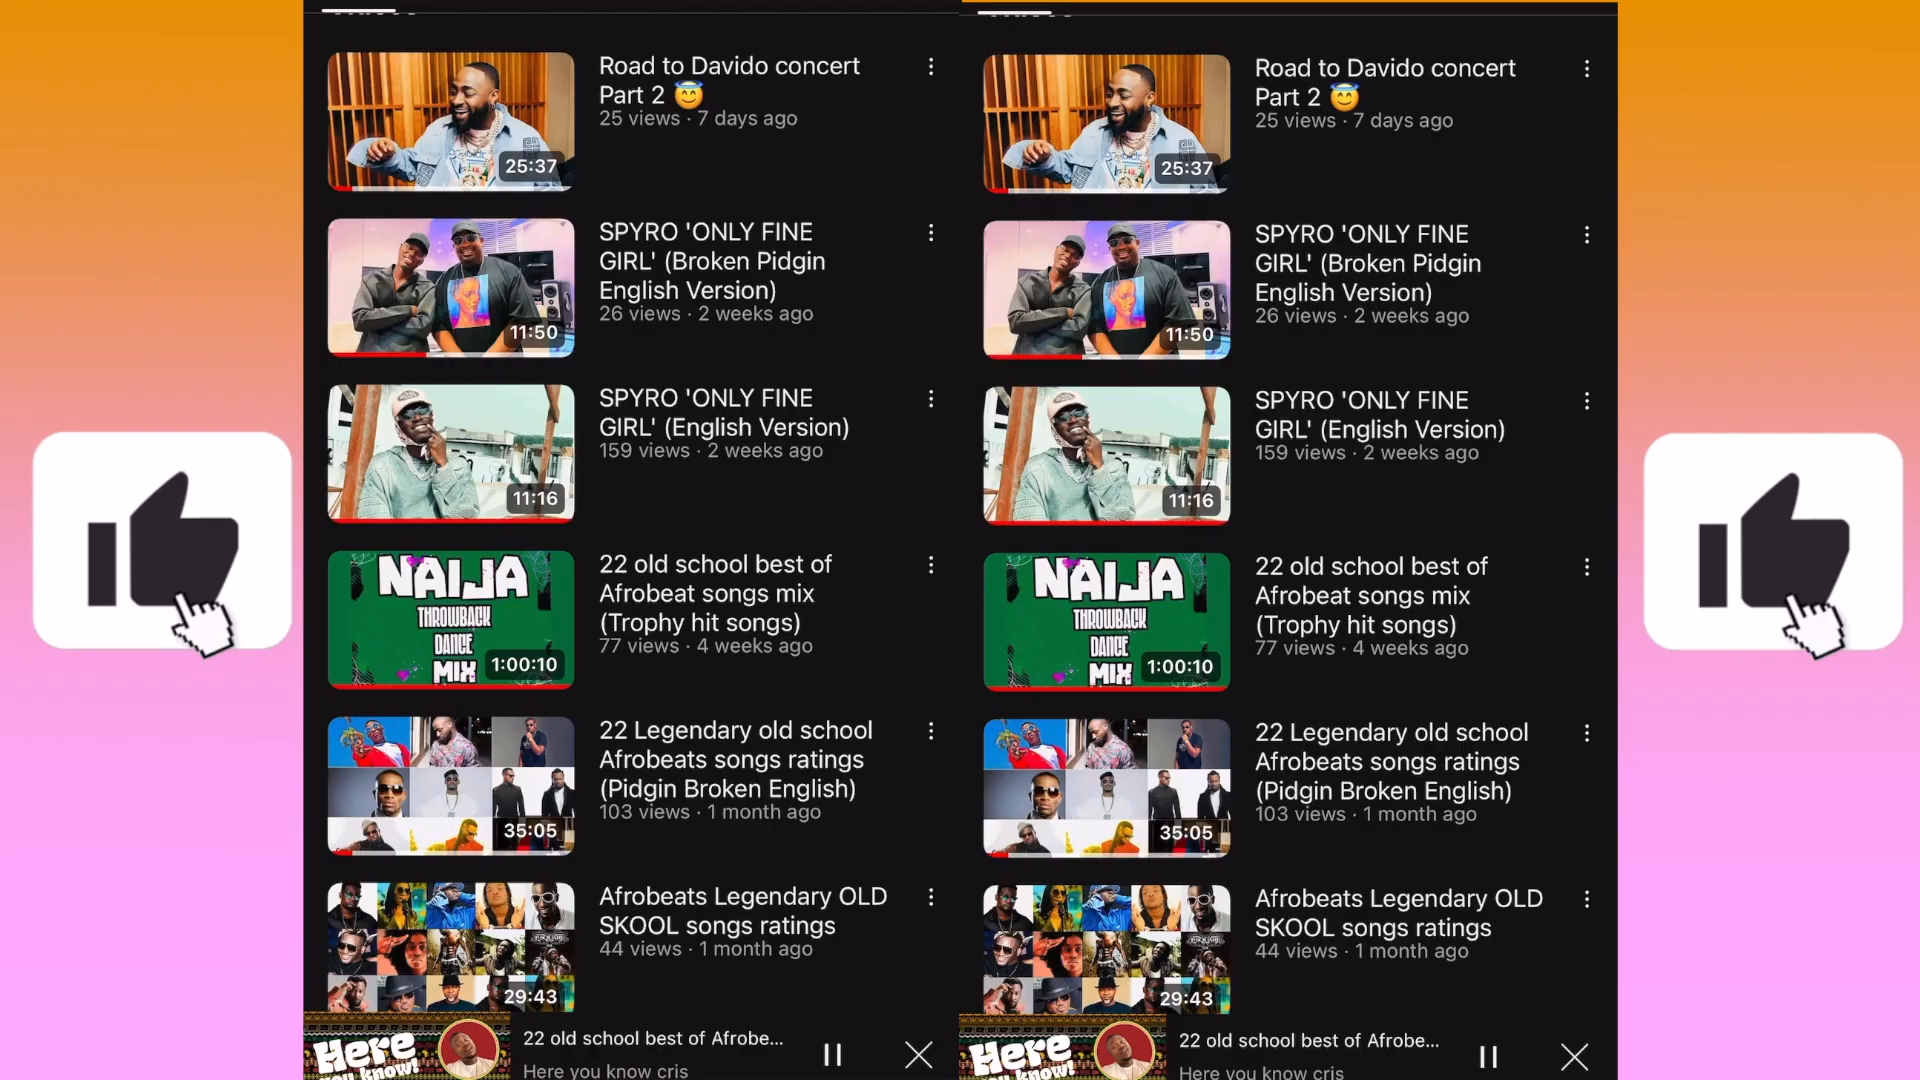 Road to Davido concert
Part 2 😇
25 views · 7 days ago
25:37
SPYRO 'ONLY FINE
GIRL' (Broken Pidgin
English Version)
26 views · 2 weeks ago
11:50
SPYRO 'ONLY FINE
GIRL' (English Version)
159 views · 2 weeks ago
11:16
NAIJA
THROWBACK
DANCE
MIX
1:00:10
22 old school best of
Afrobeat songs mix
(Trophy hit songs)
77 views · 4 weeks ago
22 Legendary old school
Afrobeats songs ratings
(Pidgin Broken English)
103 views · 1 month ago
35:05
Afrobeats Legendary OLD
SKOOL songs ratings
44 views · 1 month ago
29:43
Here
you know!
22 old school best of Afrobe...
Here you know cris
Road to Davido concert
Part 2 😇
25 views · 7 days ago
25:37
SPYRO 'ONLY FINE
GIRL' (Broken Pidgin
English Version)
26 views · 2 weeks ago
11:50
SPYRO 'ONLY FINE
GIRL' (English Version)
159 views · 2 weeks ago
11:16
NAIJA
THROWBACK
DANCE
MIX
1:00:10
22 old school best of
Afrobeat songs mix
(Trophy hit songs)
77 views · 4 weeks ago
22 Legendary old school
Afrobeats songs ratings
(Pidgin Broken English)
103 views · 1 month ago
35:05
Afrobeats Legendary OLD
SKOOL songs ratings
44 views · 1 month ago
29:43
Here
you know!
22 old school best of Afrobe...
Here you know cris